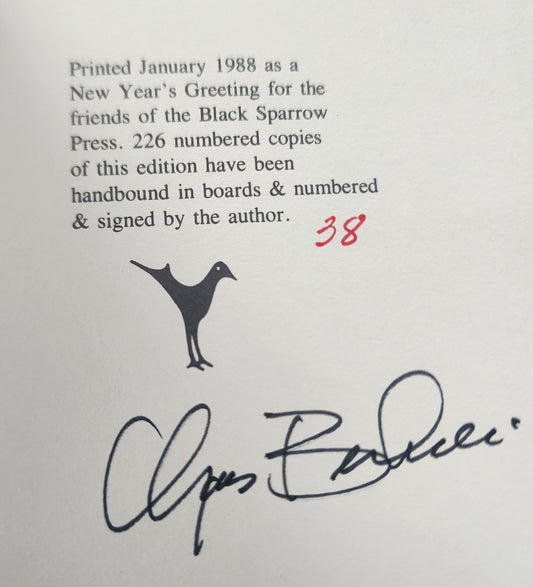 Printed January 1988 as a
New Year's Greeting for the
friends of the Black Sparrow
Press. 226 numbered copies
of this edition have been
handbound in boards & numbered
& signed by the author.
38